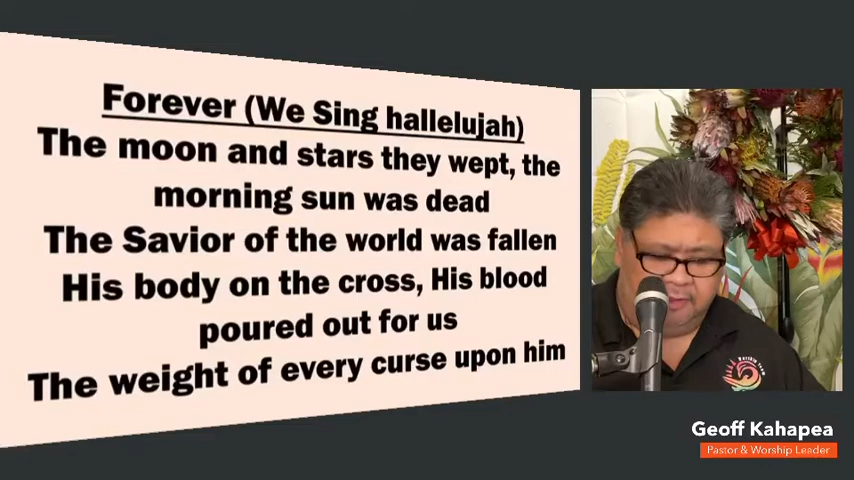 Forever (We Sing hallelujah)
The moon and stars they wept, the
morning sun was dead
The Savior of the world was fallen
His body on the cross, His blood
poured out for us
The weight of every curse upon him
Worship Team
Geoff Kahapea
Pastor & Worship Leader